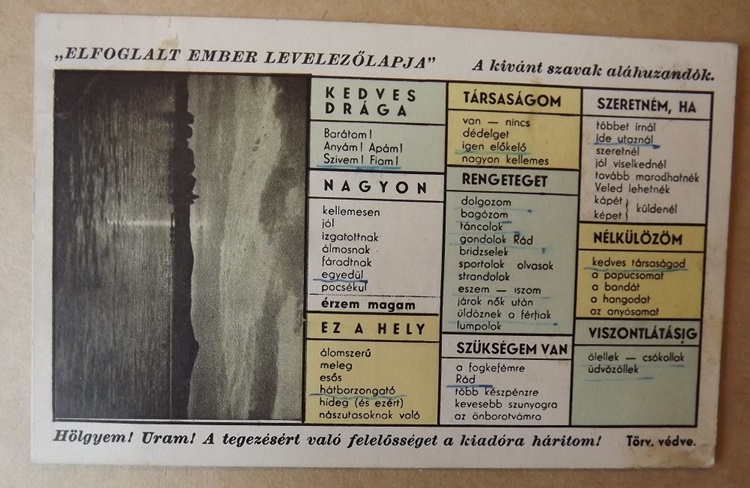 „ELFOGLALT EMBER LEVELEZŐLAPJA”
A kivánt szavak aláhuzandók.
KEDVES
DRÁGA
Barátom!
Anyám! Apám!
Szivem! Fiam!
NAGYON
kellemesen
jól
izgatottnak
álmosnak
fáradtnak
egyedül
pocsékul
érzem magam
EZ A HELY
álomszerű
meleg
esős
hátborzongató
hideg (és ezért)
nászutasoknak való
TÁRSASÁGOM
van — nincs
dédelget
igen előkelő
nagyon kellemes
RENGETEGET
dolgozom
bagózom
táncolok
gondolok Rád
bridzselek
sportolok olvasok
strandolok
eszem — iszom
járok nők után
üldöznek a férfiak
lumpolok
SZÜKSÉGEM VAN
a fogkefémre
Rád
több készpénzre
kevesebb szunyogra
az önborotvámra
SZERETNÉM, HA
többet irnál
ide utaznál
szeretnél
jól viselkednél
tovább maradhatnék
Veled lehetnék
kápét
képet } küldenél
NÉLKÜLÖZÖM
kedves társaságod
a papucsomat
a bandát
a hangodat
az anyósomat
VISZONTLÁTÁSIG
ölellek — csókollak
üdvözöllek
Hölgyem! Uram! A tegezésért való felelősséget a kiadóra háritom!
Törv. védve.